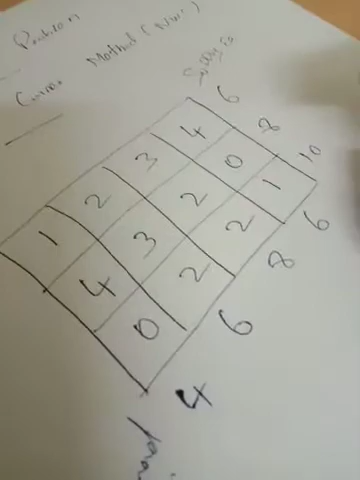 Problem
Corner Method (NW
Supply
1 2 3 4 6
4 3 2 0 8
0 2 2 1 10
4 6 8 6